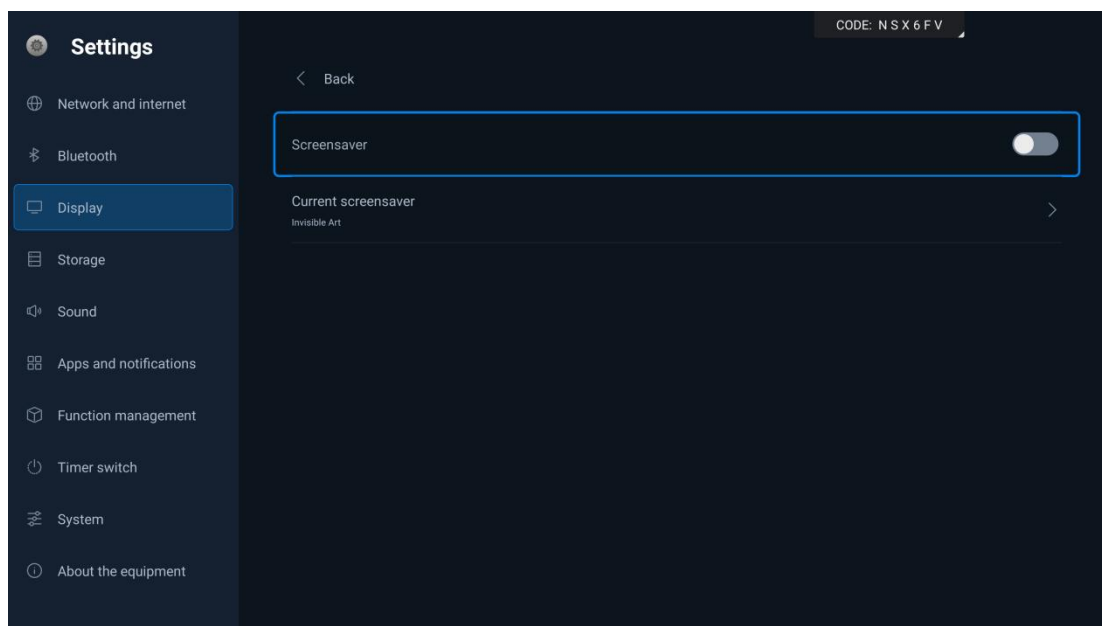 CODE: N S X 6 F V
Settings
Back
Network and internet
Screensaver
Bluetooth
Current screensaver
Display
Invisible Art
Storage
Sound
Apps and notifications
Function management
Timer switch
System
About the equipment